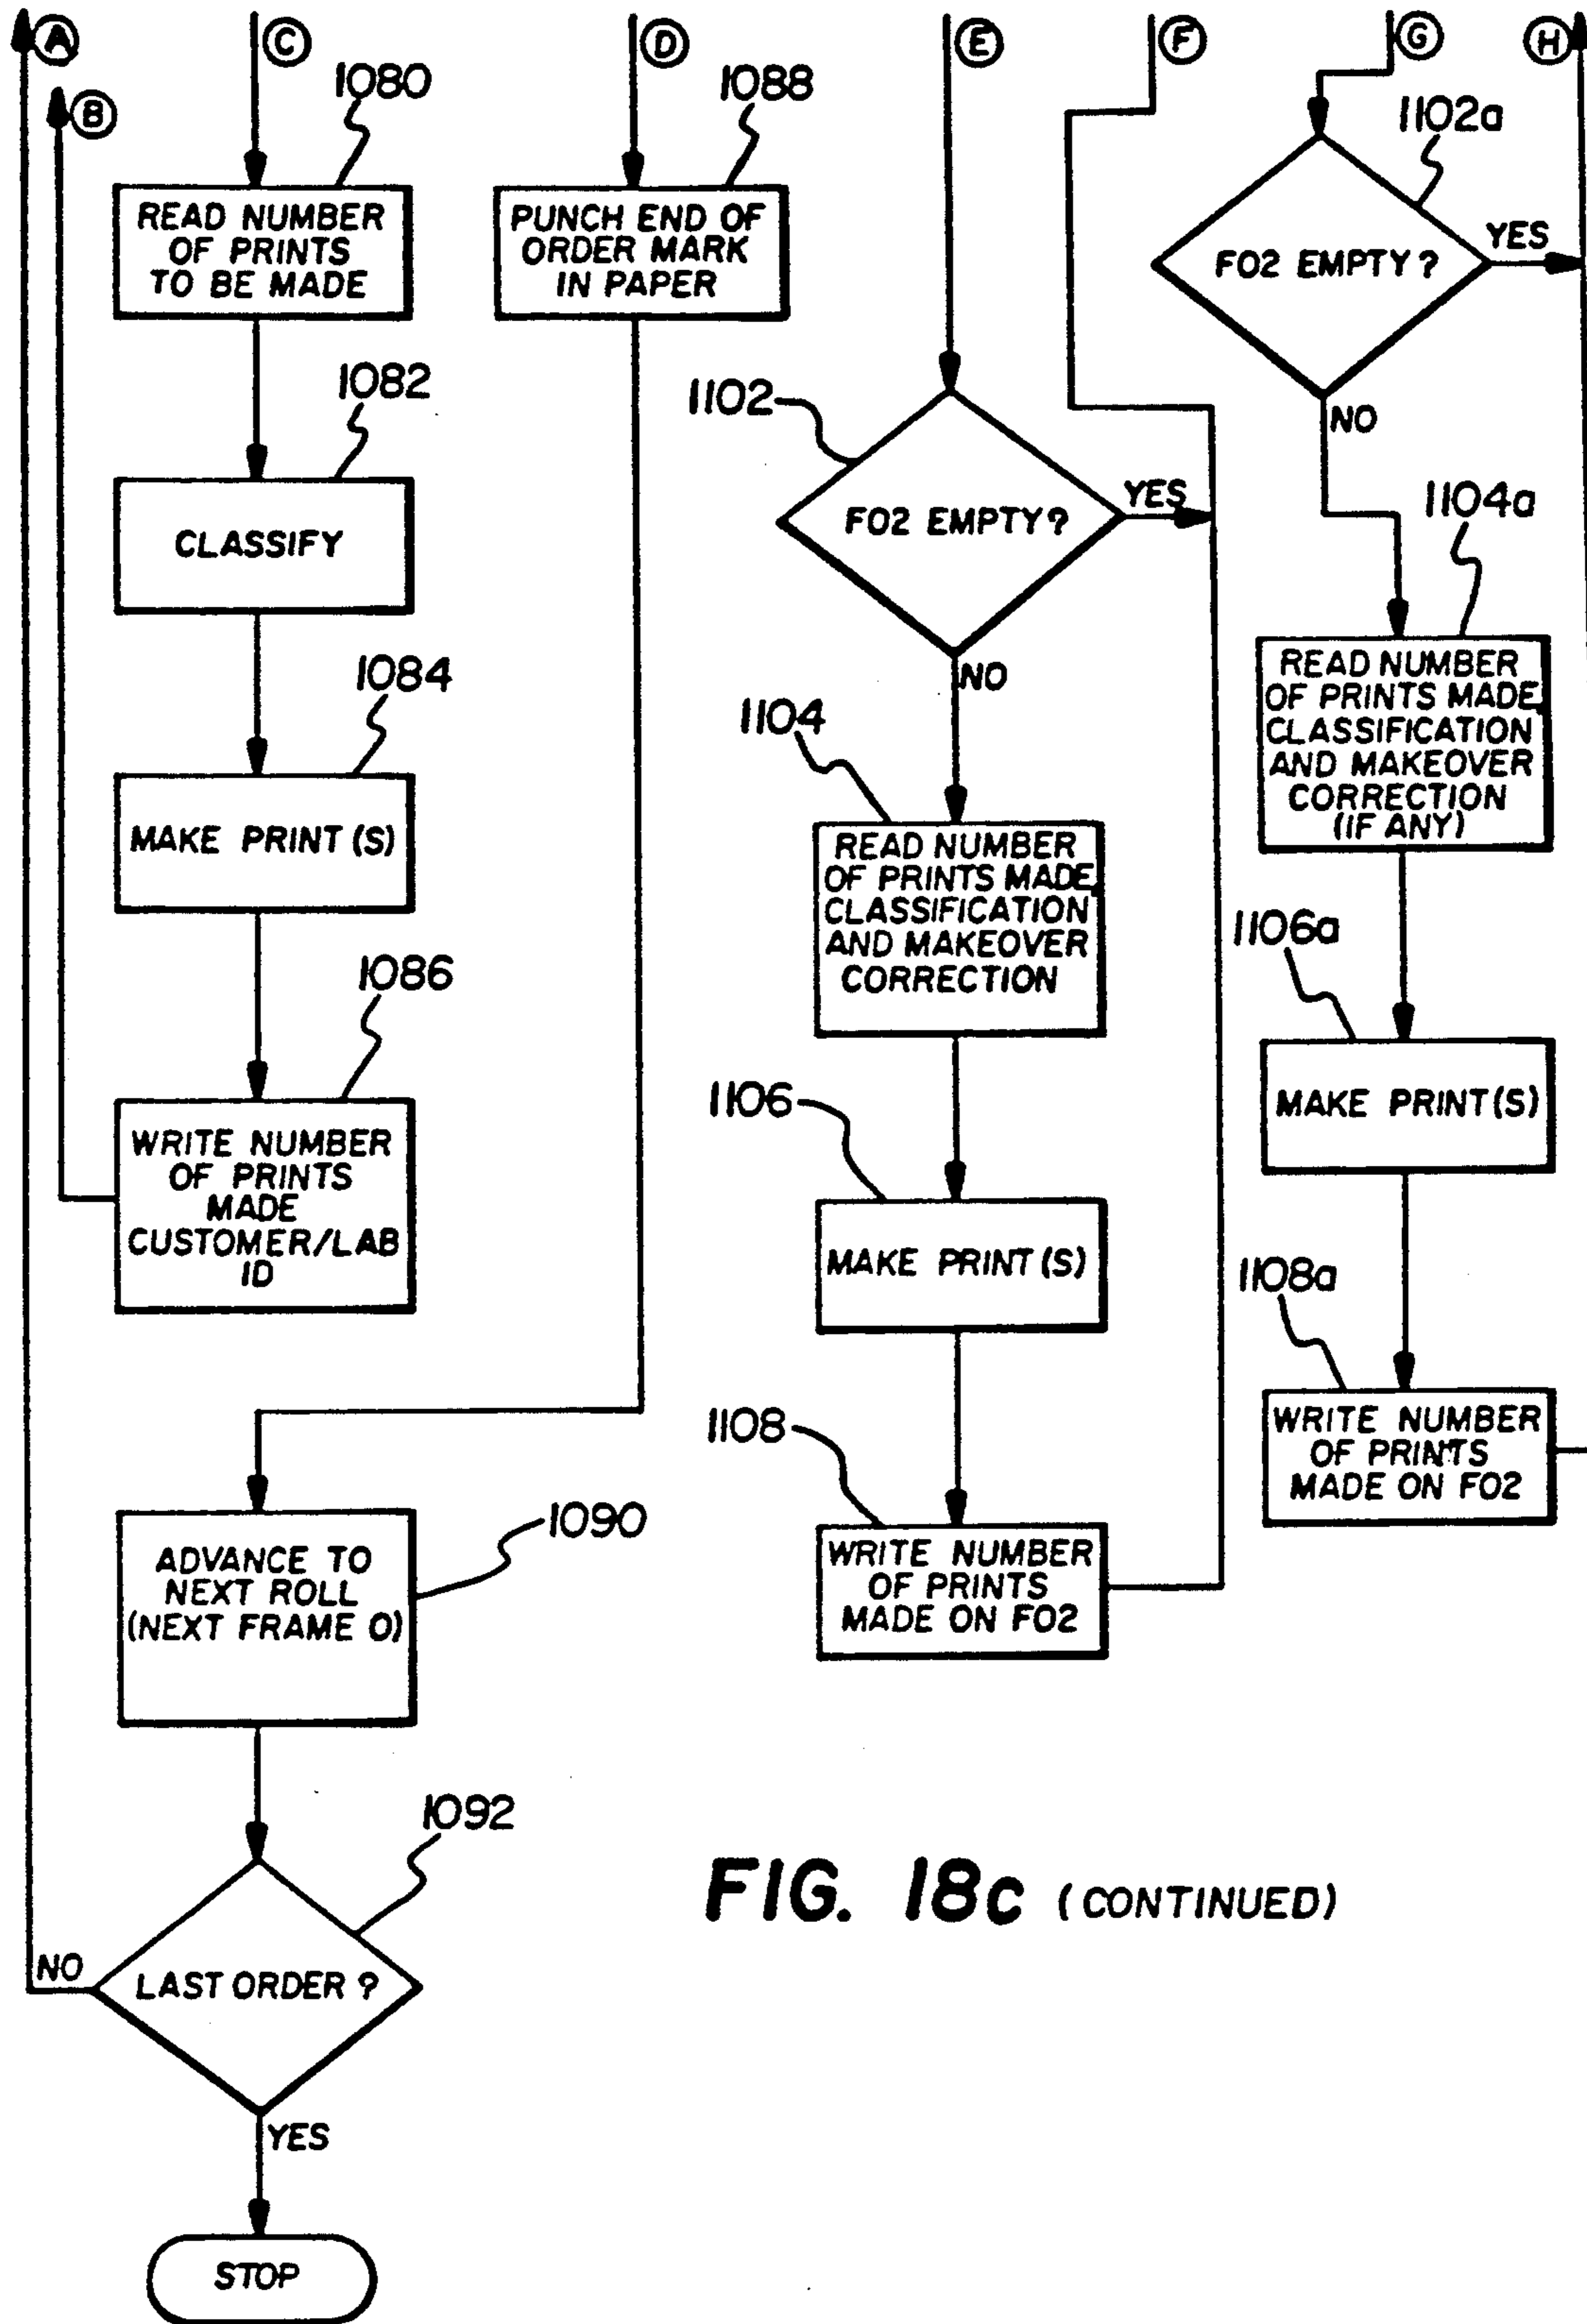 A
B
C
1080
READ NUMBER
OF PRINTS
TO BE MADE
1082
CLASSIFY
1084
MAKE PRINT(S)
1086
WRITE NUMBER
OF PRINTS
MADE
CUSTOMER/LAB
ID
D
1088
PUNCH END OF
ORDER MARK
IN PAPER
1090
ADVANCE TO
NEXT ROLL
(NEXT FRAME 0)
1092
LAST ORDER ?
NO
YES
STOP
E
1102
F02 EMPTY?
YES
NO
1104
READ NUMBER
OF PRINTS MADE,
CLASSIFICATION
AND MAKEOVER
CORRECTION
1106
MAKE PRINT(S)
1108
WRITE NUMBER
OF PRINTS
MADE ON F02
F
G
H
1102a
F02 EMPTY?
YES
NO
1104a
READ NUMBER
OF PRINTS MADE,
CLASSIFICATION
AND MAKEOVER
CORRECTION
(IF ANY)
1106a
MAKE PRINT(S)
1108a
WRITE NUMBER
OF PRINTS
MADE ON F02
FIG. 18c (CONTINUED)